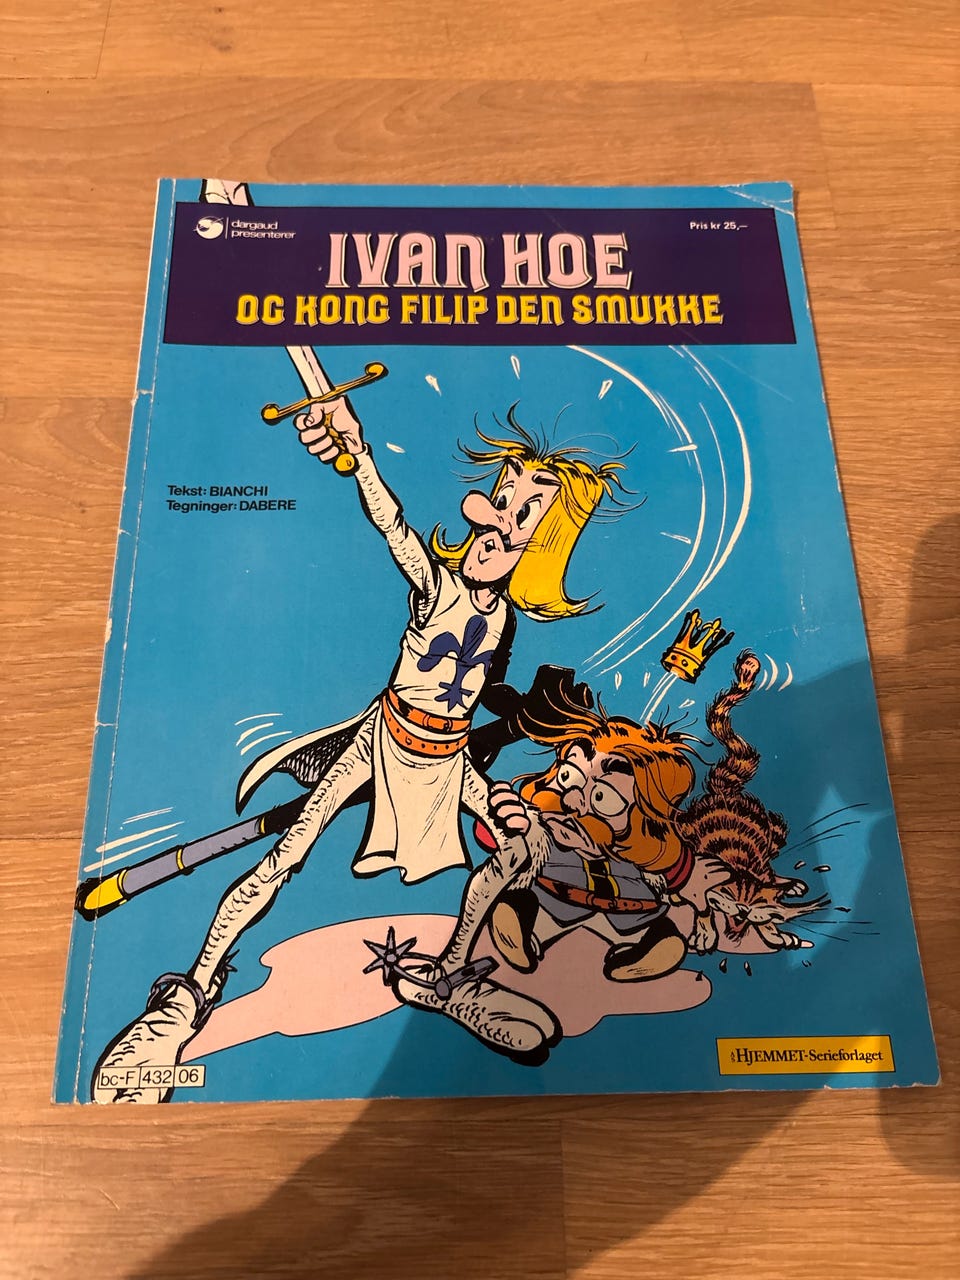 dargaud
presenterer
Pris kr 25,–
IVAN HOE
OG KONG FILIP DEN SMUKKE
Tekst: BIANCHI
Tegninger: DABERE
A/S HJEMMET-Serieforlaget
bc-F 432 06